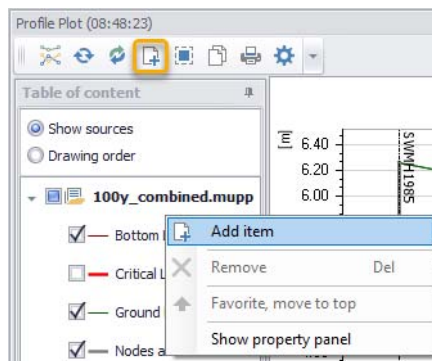 Profile Plot (08:48:23)
Table of content
Show sources
Drawing order
100y_combined.mupp
Bottom
Critical L
Ground
Nodes a
Add item
Remove Del
Favorite, move to top
Show property panel
[m]
6.40
6.20
6.00
SWMH1985